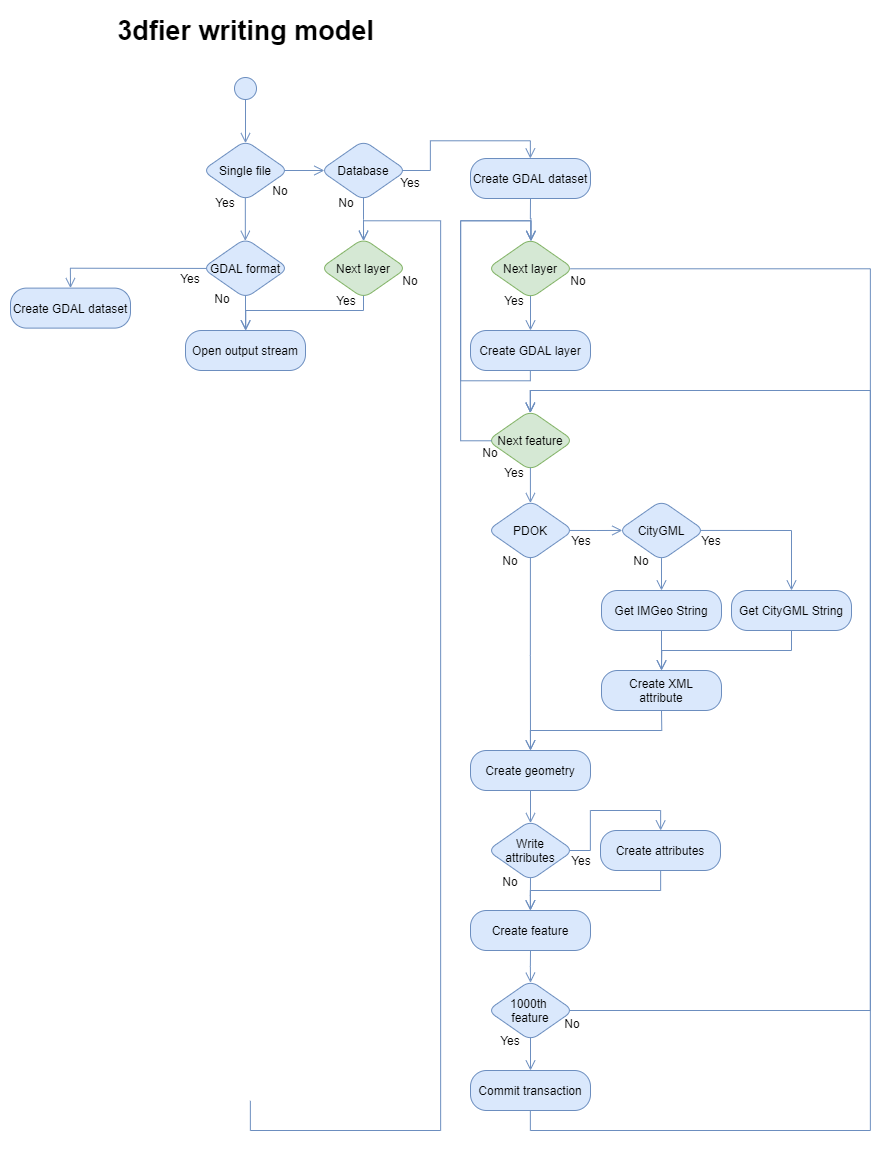 3dfier writing model
Single file
No
Yes
Database
Yes
No
Create GDAL dataset
GDAL format
Yes
No
Create GDAL dataset
Next layer
No
Yes
Open output stream
Next layer
No
Yes
Create GDAL layer
Next feature
No
Yes
PDOK
Yes
No
CityGML
Yes
No
Get IMGeo String
Get CityGML String
Create XML
attribute
Create geometry
Write
attributes
Yes
No
Create attributes
Create feature
1000th
feature
No
Yes
Commit transaction